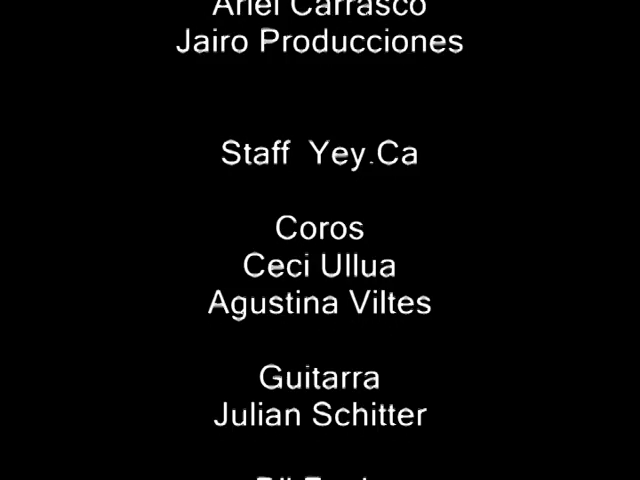 Ariel Carrasco
Jairo Producciones
Staff Yey.Ca
Coros
Ceci Ullua
Agustina Viltes
Guitarra
Julian Schitter